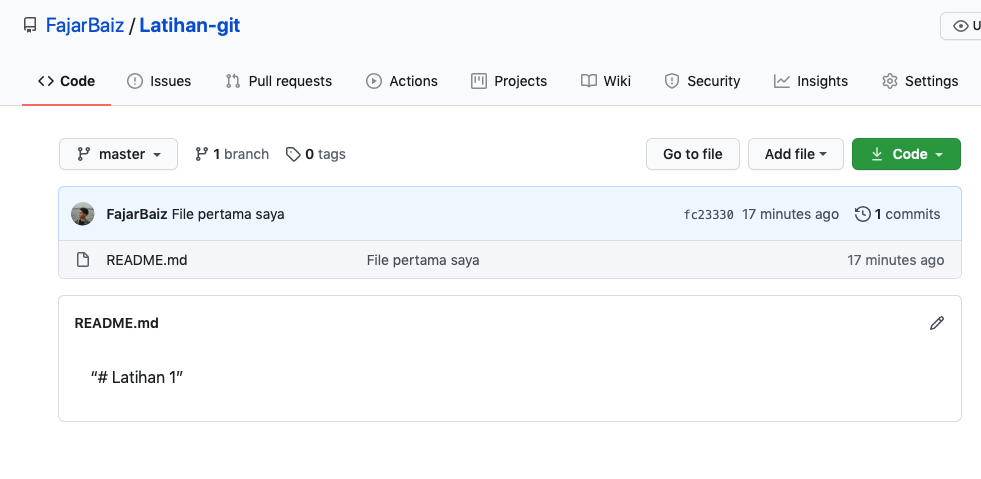 FajarBaiz / Latihan-git
Code Issues Pull requests Actions Projects Wiki Security Insights Settings
master 1 branch 0 tags Go to file Add file Code
FajarBaiz File pertama saya fc23330 17 minutes ago 1 commits
README.md File pertama saya 17 minutes ago
README.md
“# Latihan 1”